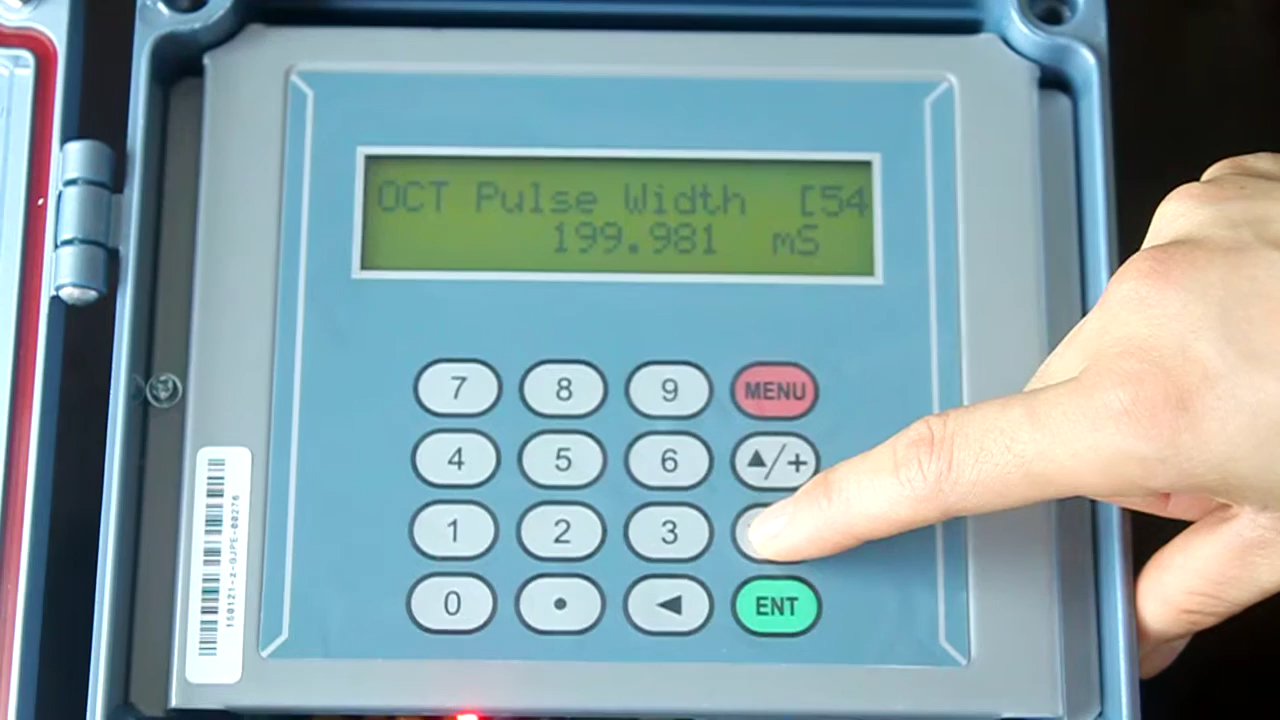 OCT Pulse Width [54
199.981 mS
7 8 9 MENU
4 5 6 ▲/+
1 2 3
0 • ◀ ENT
150121-Z-GJPE-00276